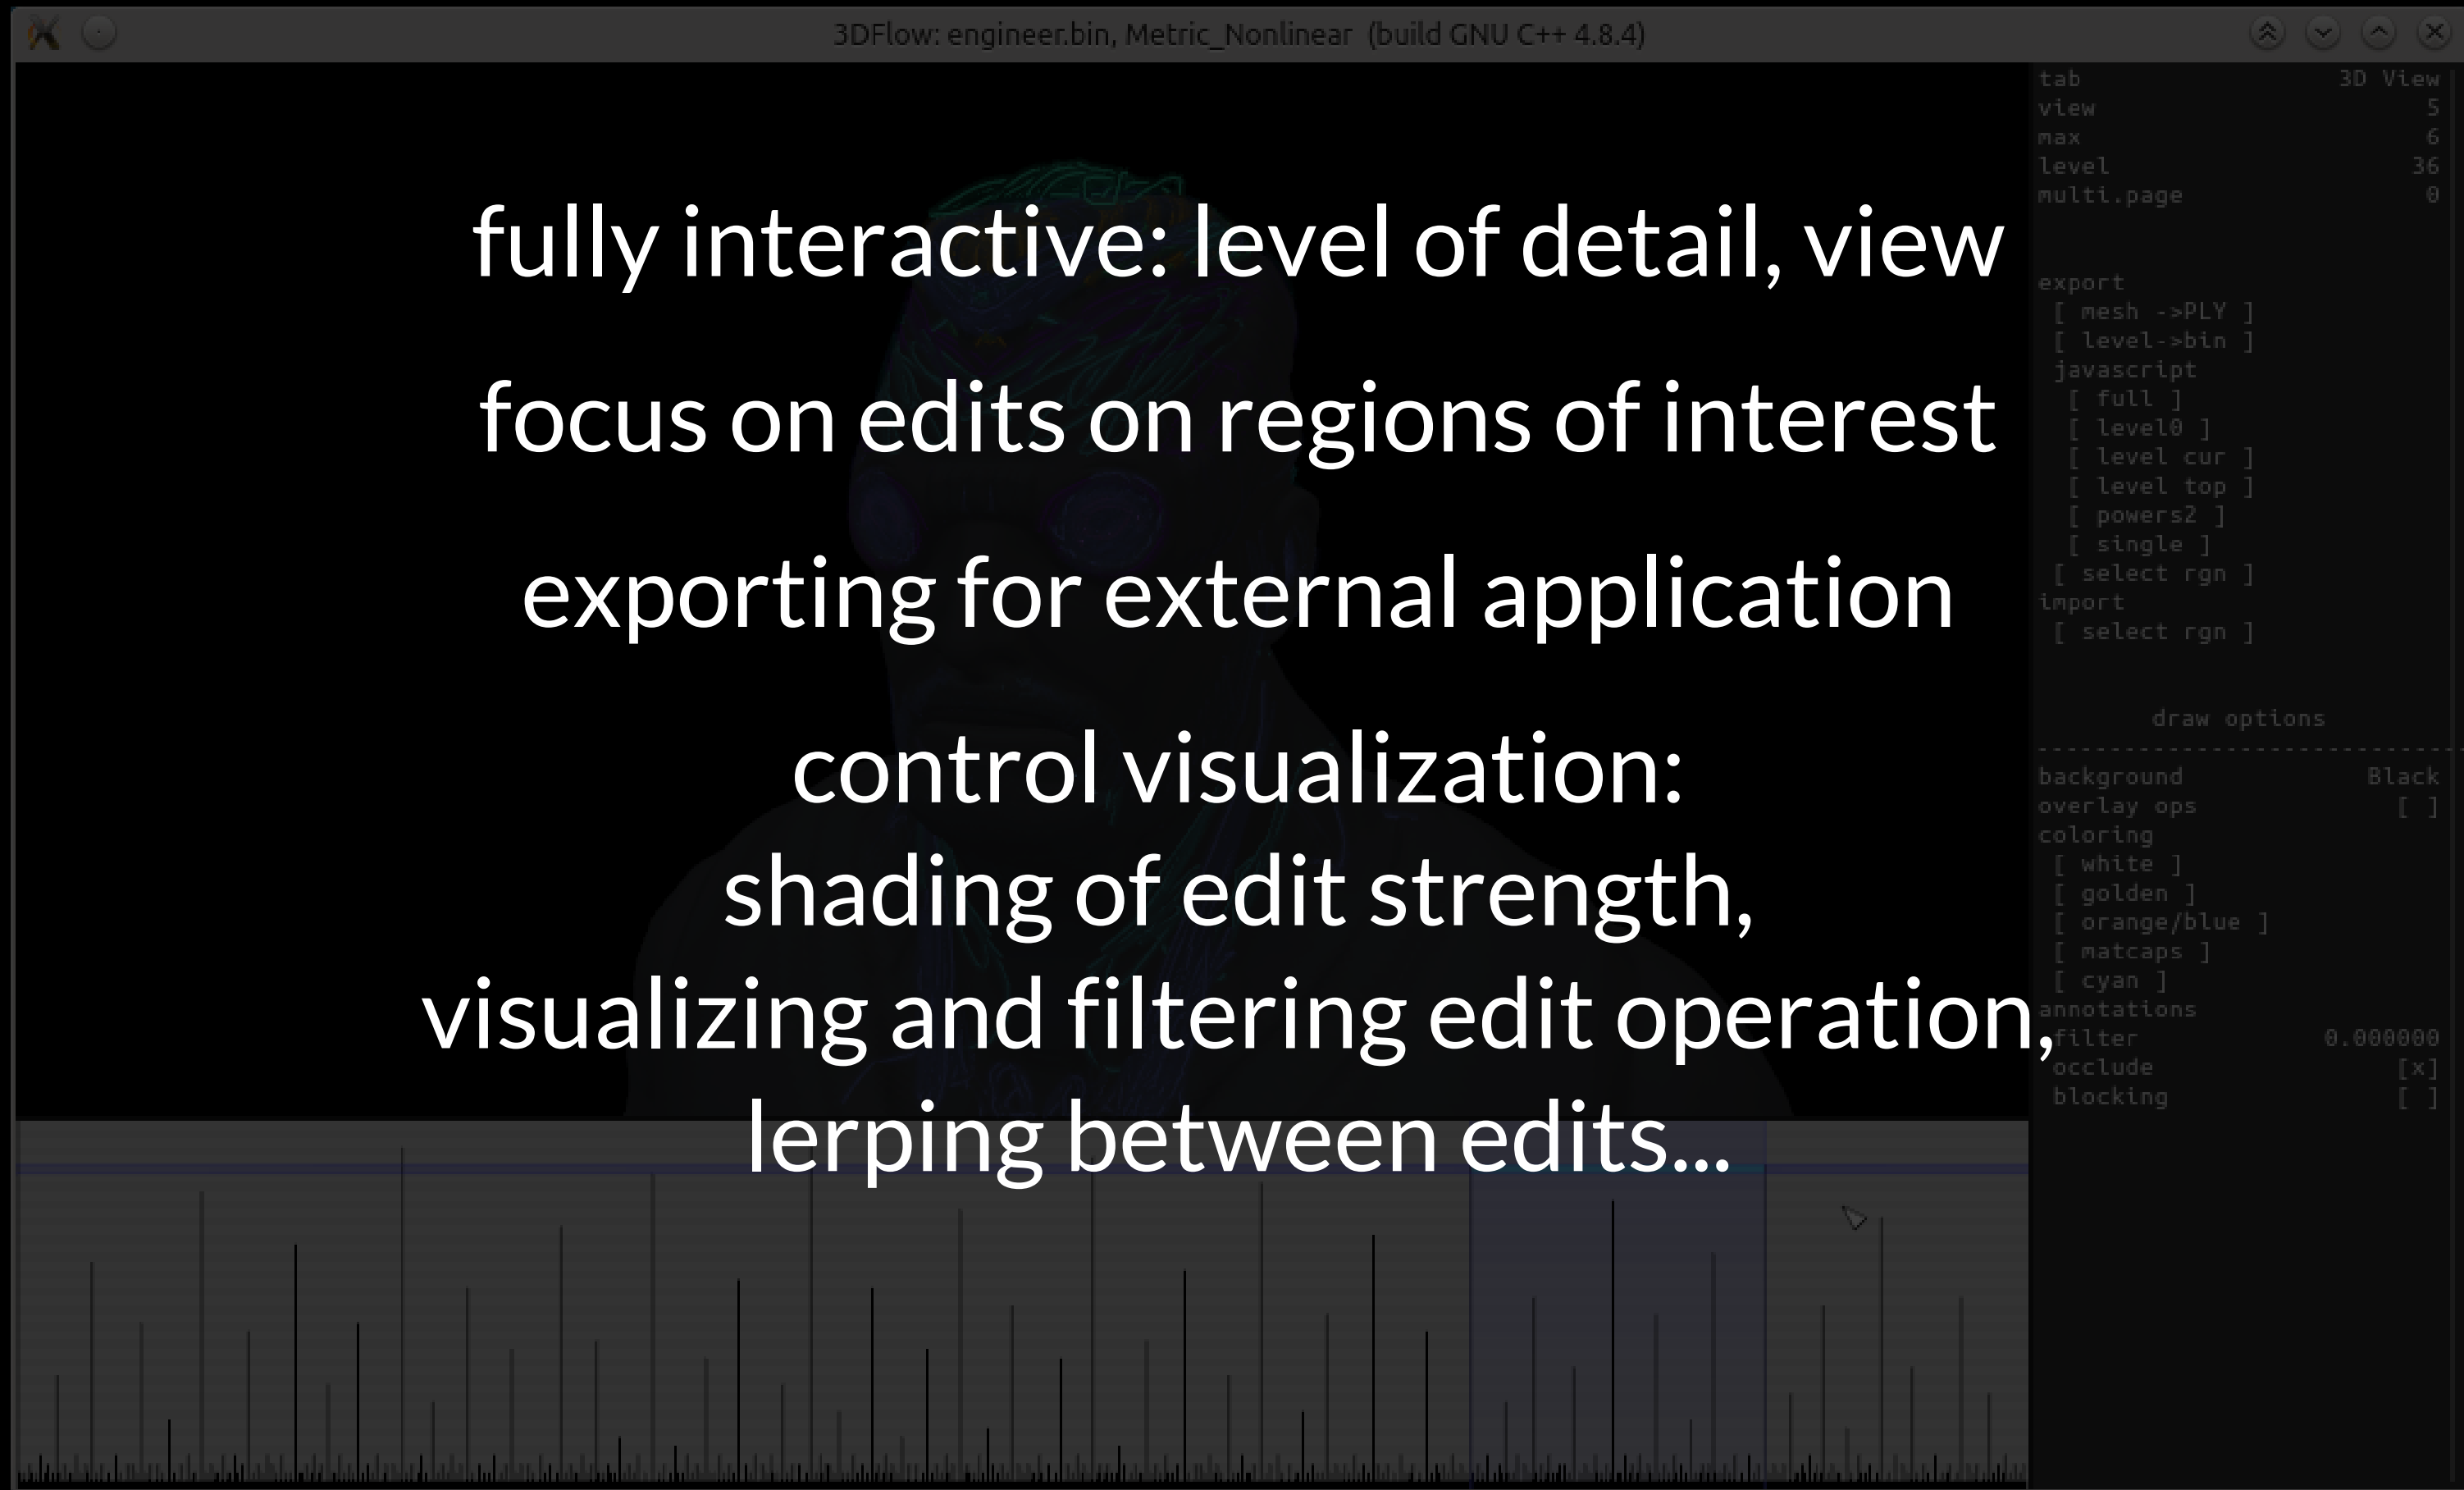 3DFlow: engineer.bin, Metric_Nonlinear (build GNU C++ 4.8.4)
fully interactive: level of detail, view
focus on edits on regions of interest
exporting for external application
control visualization:
shading of edit strength,
visualizing and filtering edit operation,
lerping between edits...
tab 3D View
view 5
max 6
level 36
multi.page 0
export
[ mesh ->PLY ]
[ level->bin ]
javascript
[ full ]
[ level0 ]
[ level cur ]
[ level top ]
[ powers2 ]
[ single ]
[ select rgn ]
import
[ select rgn ]
draw options
background Black
overlay ops [ ]
coloring
[ white ]
[ golden ]
[ orange/blue ]
[ matcaps ]
[ cyan ]
annotations
filter 0.000000
occlude [x]
blocking [ ]